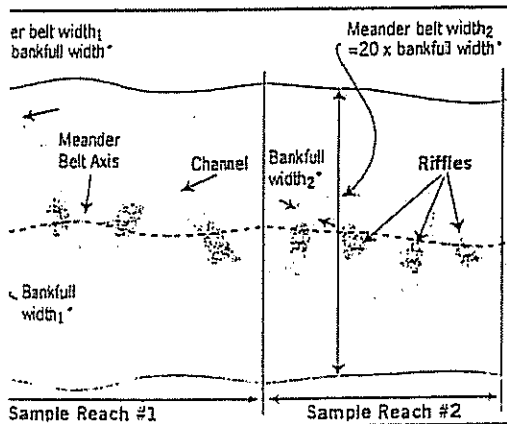 er belt width₁
bankfull width*
Meander belt width₂
=20 x bankfull width*
Meander
Belt Axis
Channel
Bankfull
width₂*
Riffles
Bankfull
width₁*
Sample Reach #1
Sample Reach #2